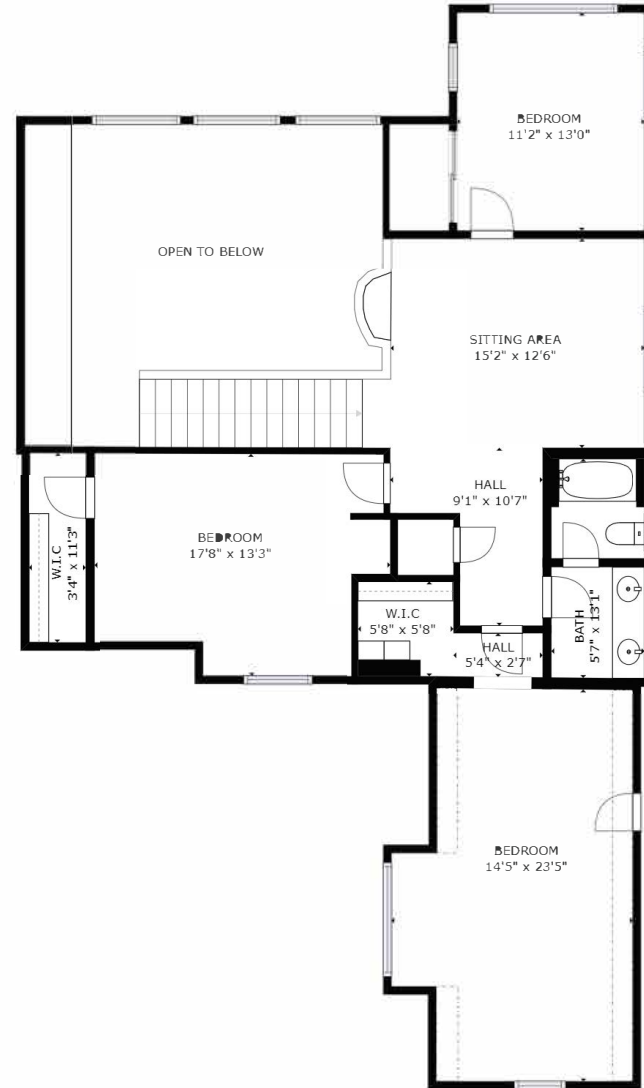 BEDROOM
11'2" x 13'0"
OPEN TO BELOW
SITTING AREA
15'2" x 12'6"
HALL
9'1" x 10'7"
BEDROOM
17'8" x 13'3"
W.I.C
3'4" x 11'3"
W.I.C
5'8" x 5'8"
HALL
5'4" x 2'7"
BATH
5'7" x 13'1"
BEDROOM
14'5" x 23'5"